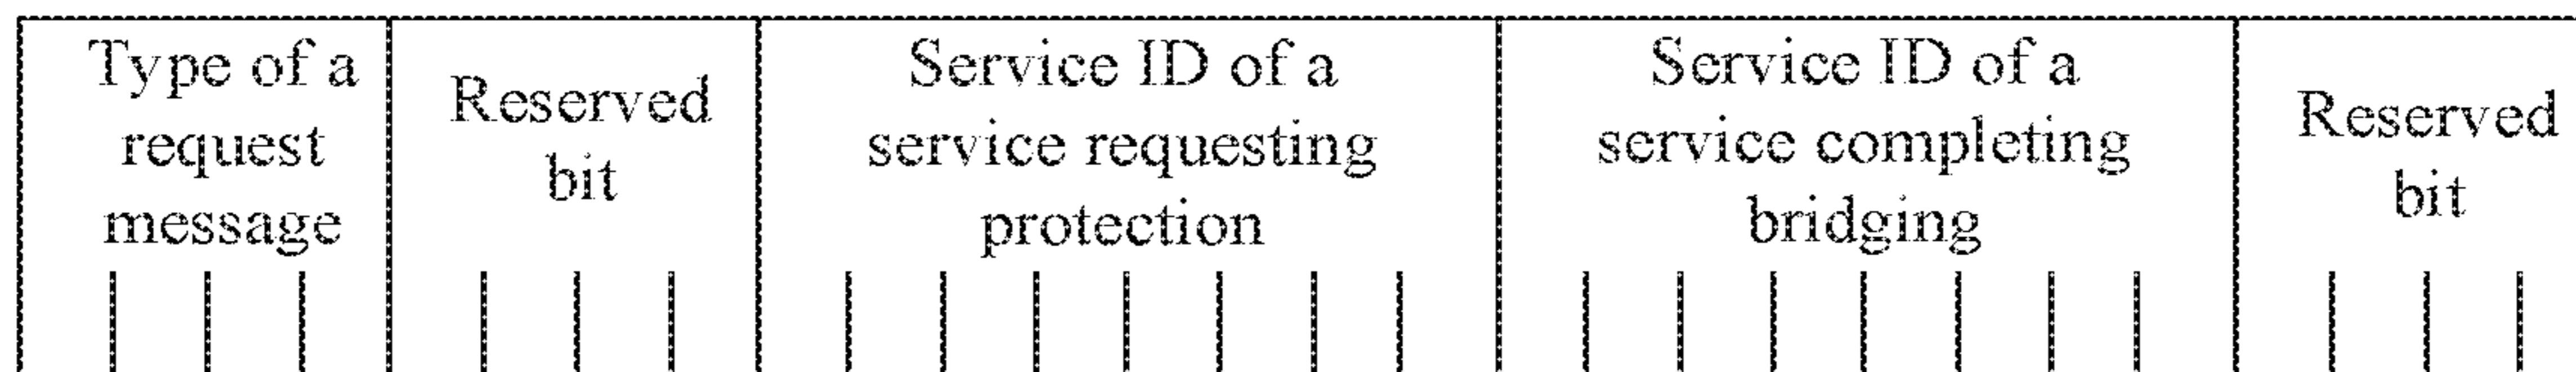 Type of a
request
message
Reserved
bit
Service ID of a
service requesting
protection
Service ID of a
service completing
bridging
Reserved
bit